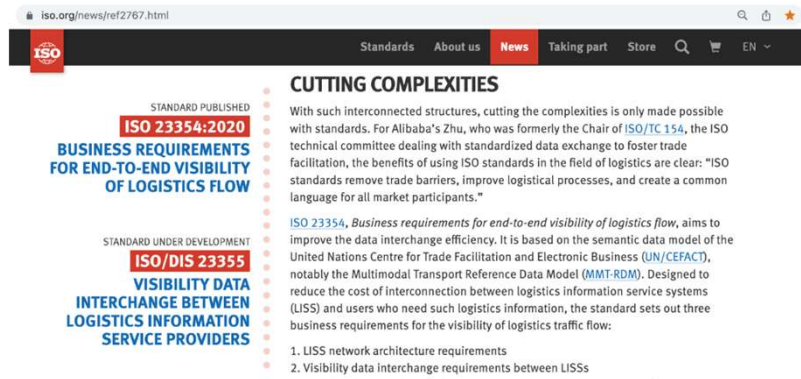 iso.org/news/ref2767.html
ISO
Standards About us News Taking part Store EN
STANDARD PUBLISHED
ISO 23354:2020
BUSINESS REQUIREMENTS
FOR END-TO-END VISIBILITY
OF LOGISTICS FLOW
STANDARD UNDER DEVELOPMENT
ISO/DIS 23355
VISIBILITY DATA
INTERCHANGE BETWEEN
LOGISTICS INFORMATION
SERVICE PROVIDERS
CUTTING COMPLEXITIES
With such interconnected structures, cutting the complexities is only made possible
with standards. For Alibaba's Zhu, who was formerly the Chair of ISO/TC 154, the ISO
technical committee dealing with standardized data exchange to foster trade
facilitation, the benefits of using ISO standards in the field of logistics are clear: "ISO
standards remove trade barriers, improve logistical processes, and create a common
language for all market participants."
ISO 23354, Business requirements for end-to-end visibility of logistics flow, aims to
improve the data interchange efficiency. It is based on the semantic data model of the
United Nations Centre for Trade Facilitation and Electronic Business (UN/CEFACT),
notably the Multimodal Transport Reference Data Model (MMT-RDM). Designed to
reduce the cost of interconnection between logistics information service systems
(LISS) and users who need such logistics information, the standard sets out three
business requirements for the visibility of logistics traffic flow:
1. LISS network architecture requirements
2. Visibility data interchange requirements between LISSs